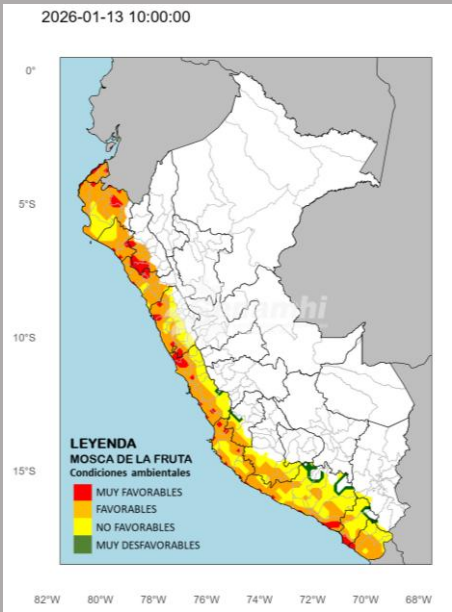 2026-01-13 10:00:00
0°
5°S
10°S
15°S
LEYENDA
MOSCA DE LA FRUTA
Condiciones ambientales
MUY FAVORABLES
FAVORABLES
NO FAVORABLES
MUY DESFAVORABLES
82°W 80°W 78°W 76°W 74°W 72°W 70°W 68°W